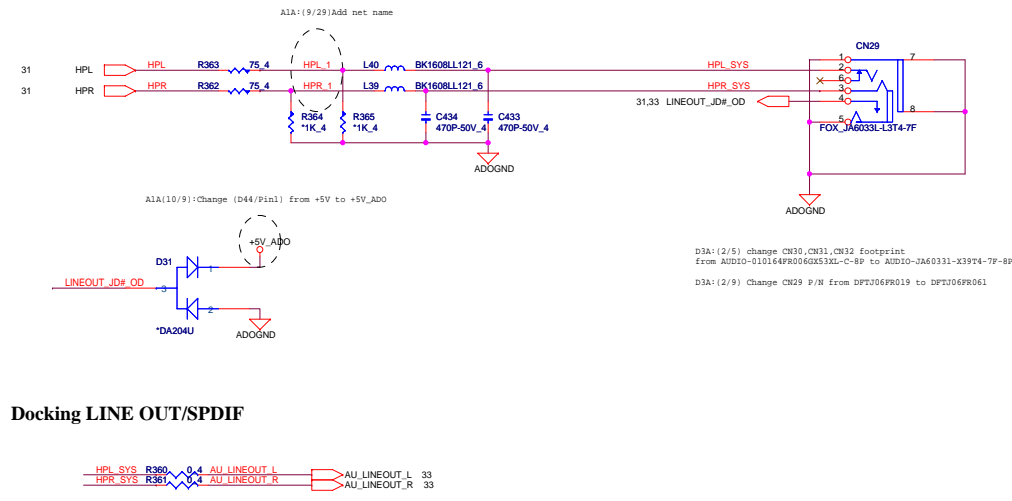 A1A:(9/29)Add net name
CN29
31 HPL HPL R363 75_4 HPL_1 L40 BK1608LL121_6 HPL_SYS 1 7
2
6
31 HPR HPR R362 75_4 HPR_1 L39 BK1608LL121_6 HPR_SYS 3
31,33 LINEOUT_JD#_OD 4
8
R364 R365 C434 C433 5
*1K_4 *1K_4 470P-50V_4 470P-50V_4 FOX_JA6033L-L3T4-7F
ADOGND
ADOGND
A1A(10/9):Change (D44/Pin1) from +5V to +5V_ADO
+5V_ADO
D31
1
LINEOUT_JD#_OD 3
2
*DA204U
ADOGND
D3A:(2/5) change CN30,CN31,CN32 footprint
from AUDIO-010164FR006GX53XL-C-8P to AUDIO-JA60331-X39T4-7F-8P
D3A:(2/9) Change CN29 P/N from DFTJ06FR019 to DFTJ06FR061
Docking LINE OUT/SPDIF
HPL_SYS R360 0_4 AU_LINEOUT_L AU_LINEOUT_L 33
HPR_SYS R361 0_4 AU_LINEOUT_R AU_LINEOUT_R 33